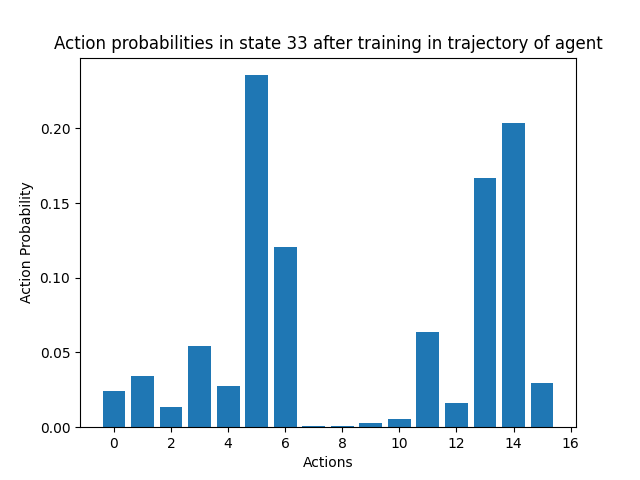 Action probabilities in state 33 after training in trajectory of agent
0.20
0.15
0.10
0.05
0.00
Action Probability
0 2 4 6 8 10 12 14 16
Actions